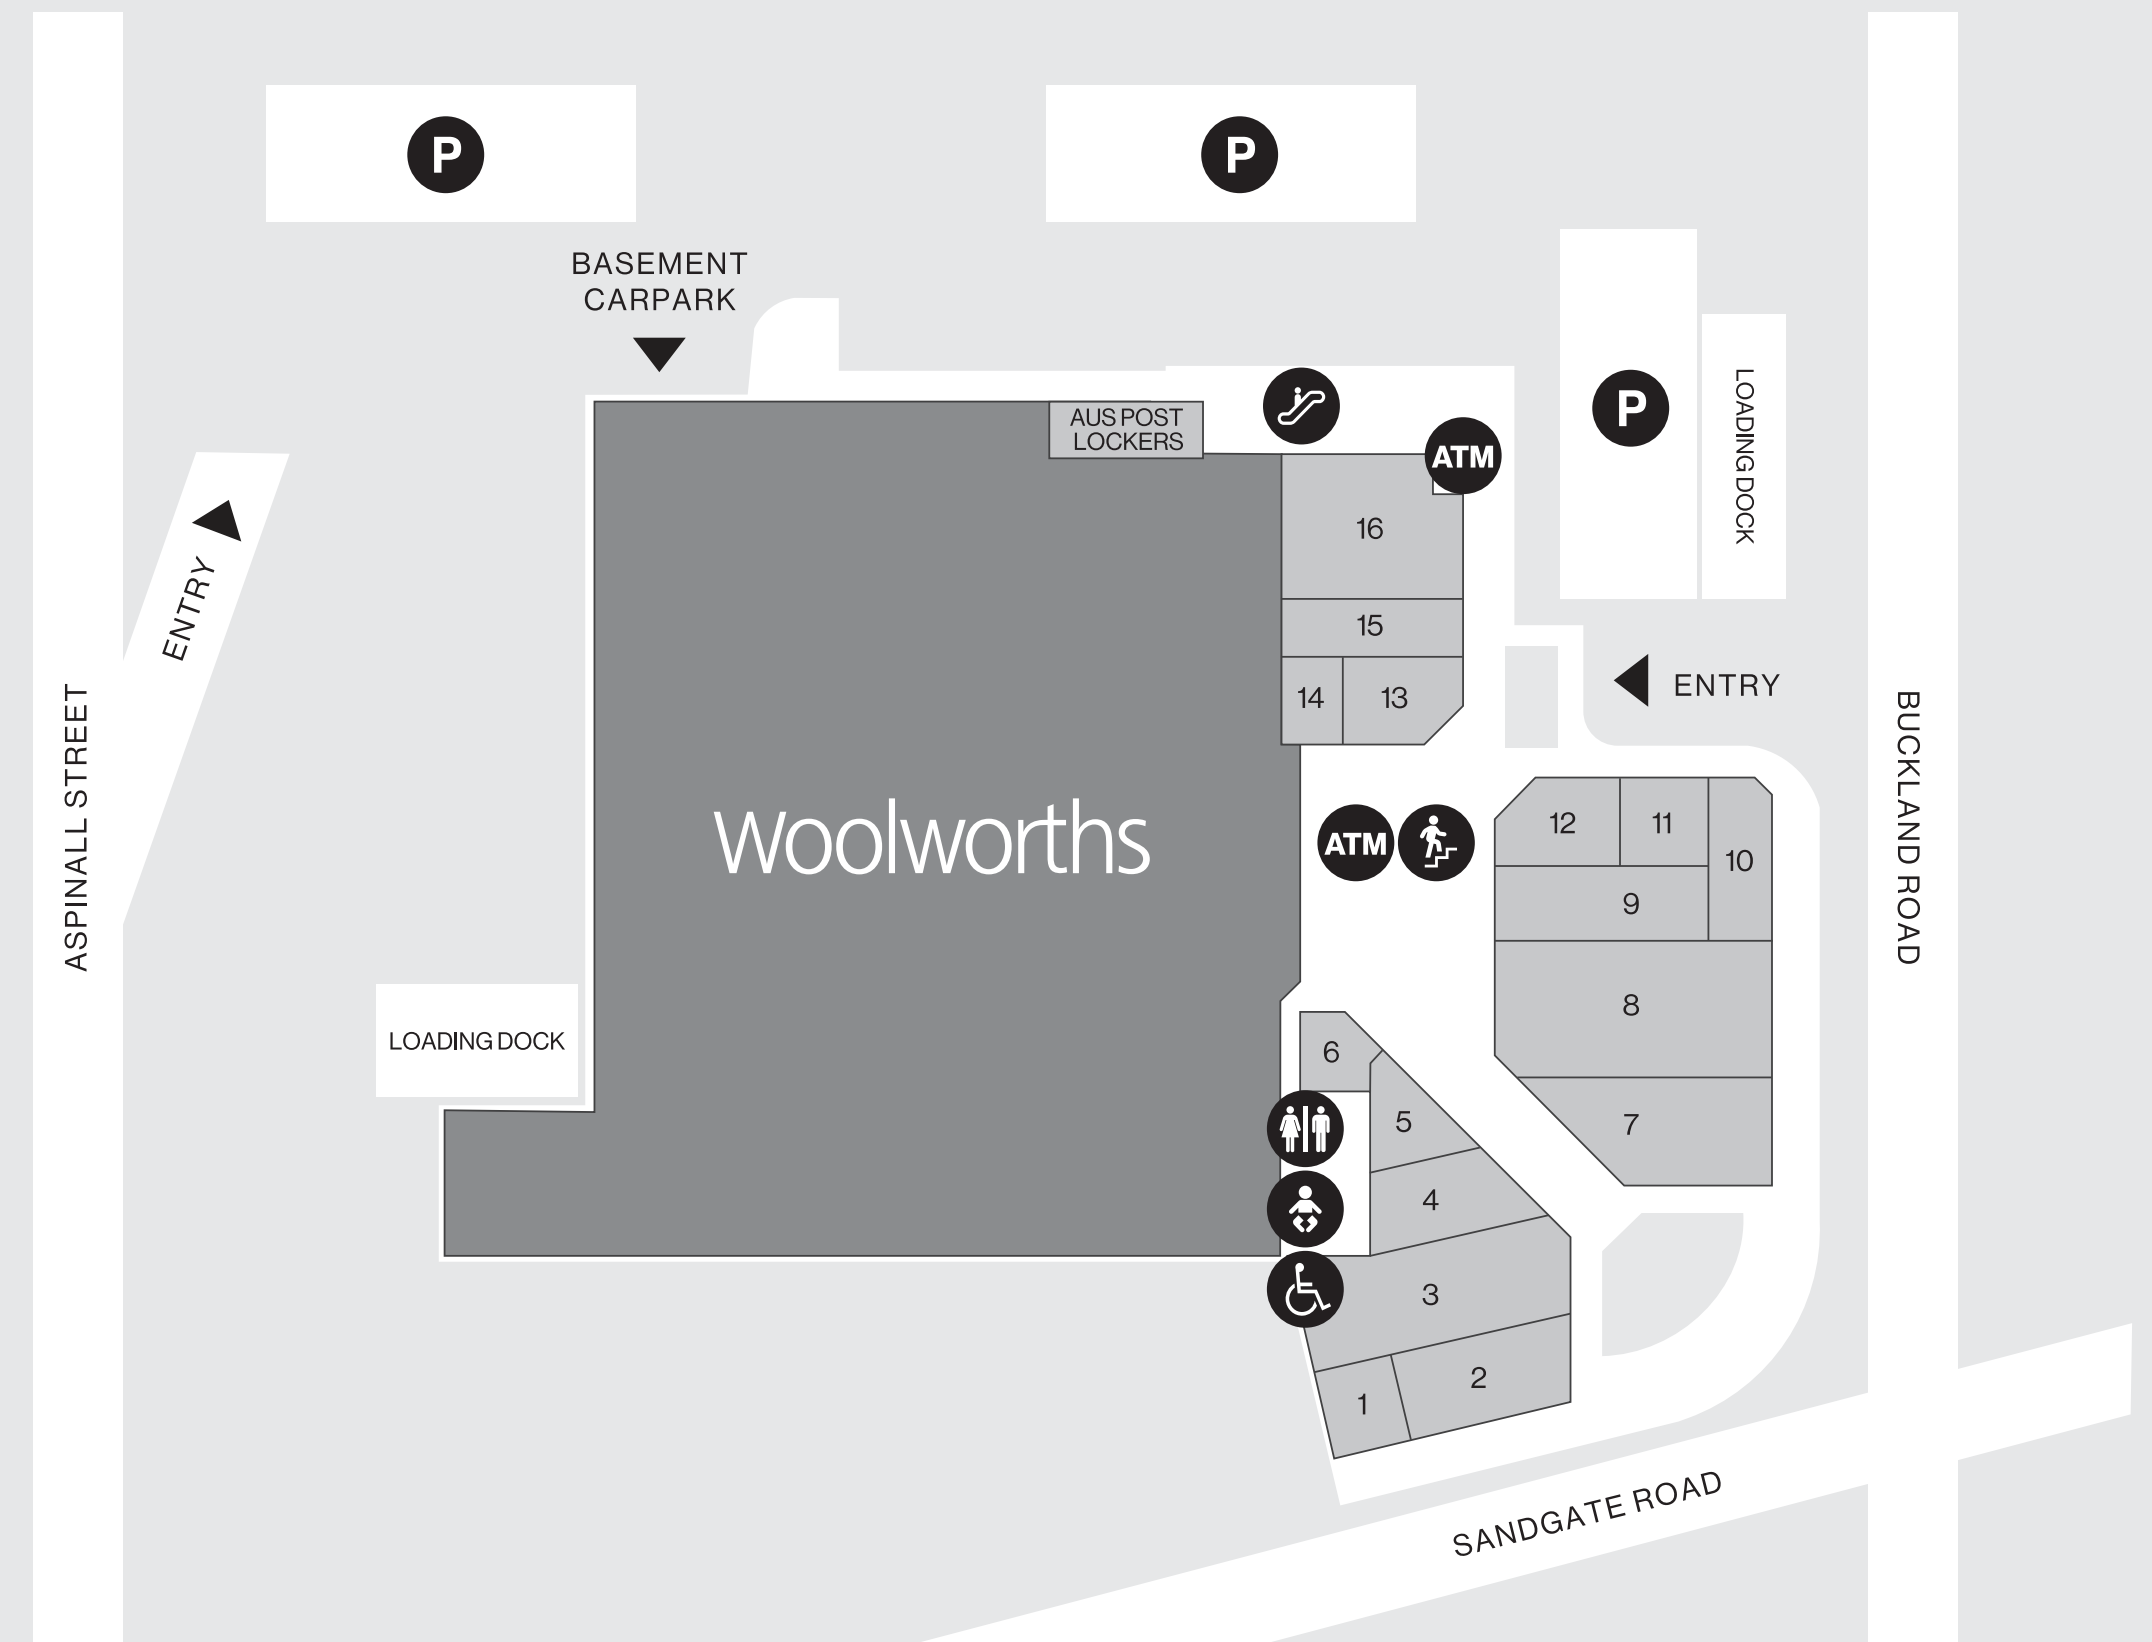 P
P
BASEMENT
CARPARK
P
LOADING DOCK
AUS POST
LOCKERS
ATM
16
ENTRY
15
14
13
ENTRY
ASPINALL STREET
BUCKLAND ROAD
Woolworths
ATM
12
11
10
9
8
LOADING DOCK
6
5
7
4
3
2
1
SANDGATE ROAD